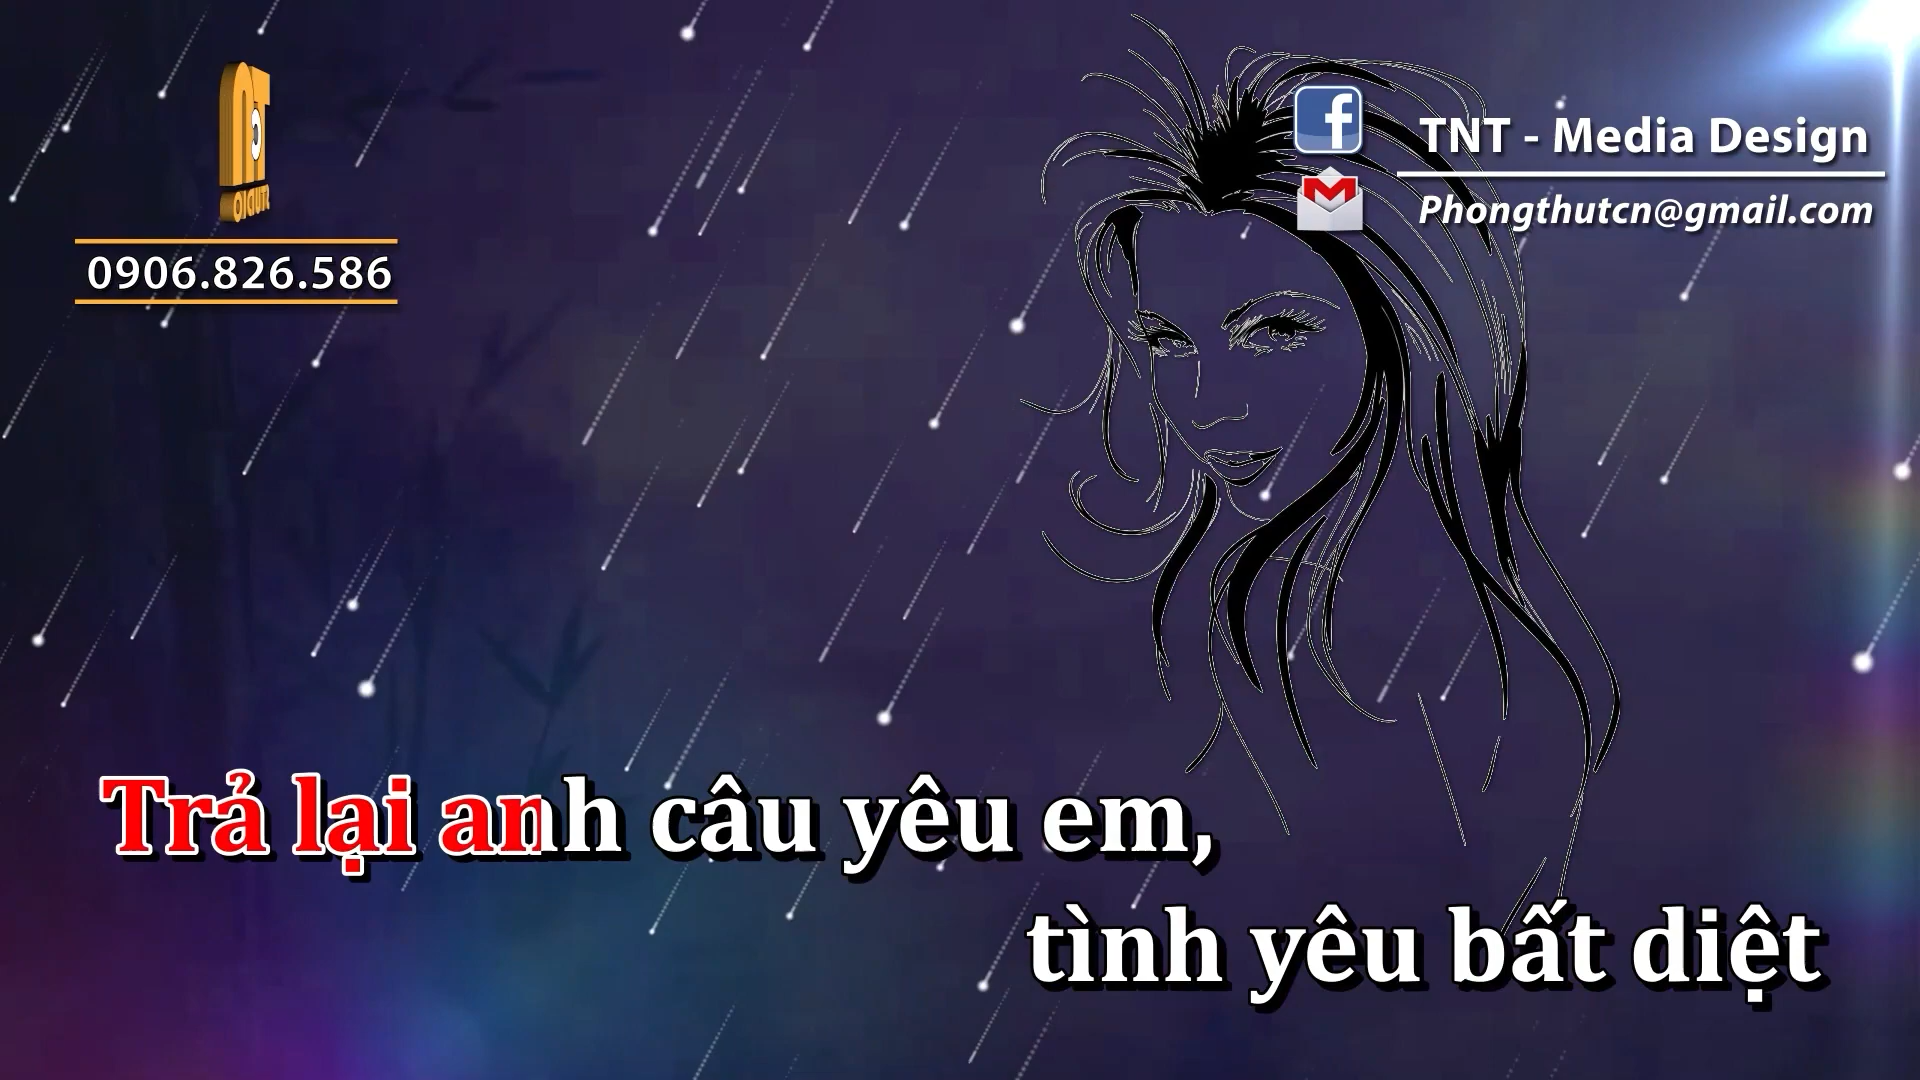 0906.826.586
TNT - Media Design
Phongthutcn@gmail.com
Trả lại anh câu yêu em,
tình yêu bất diệt